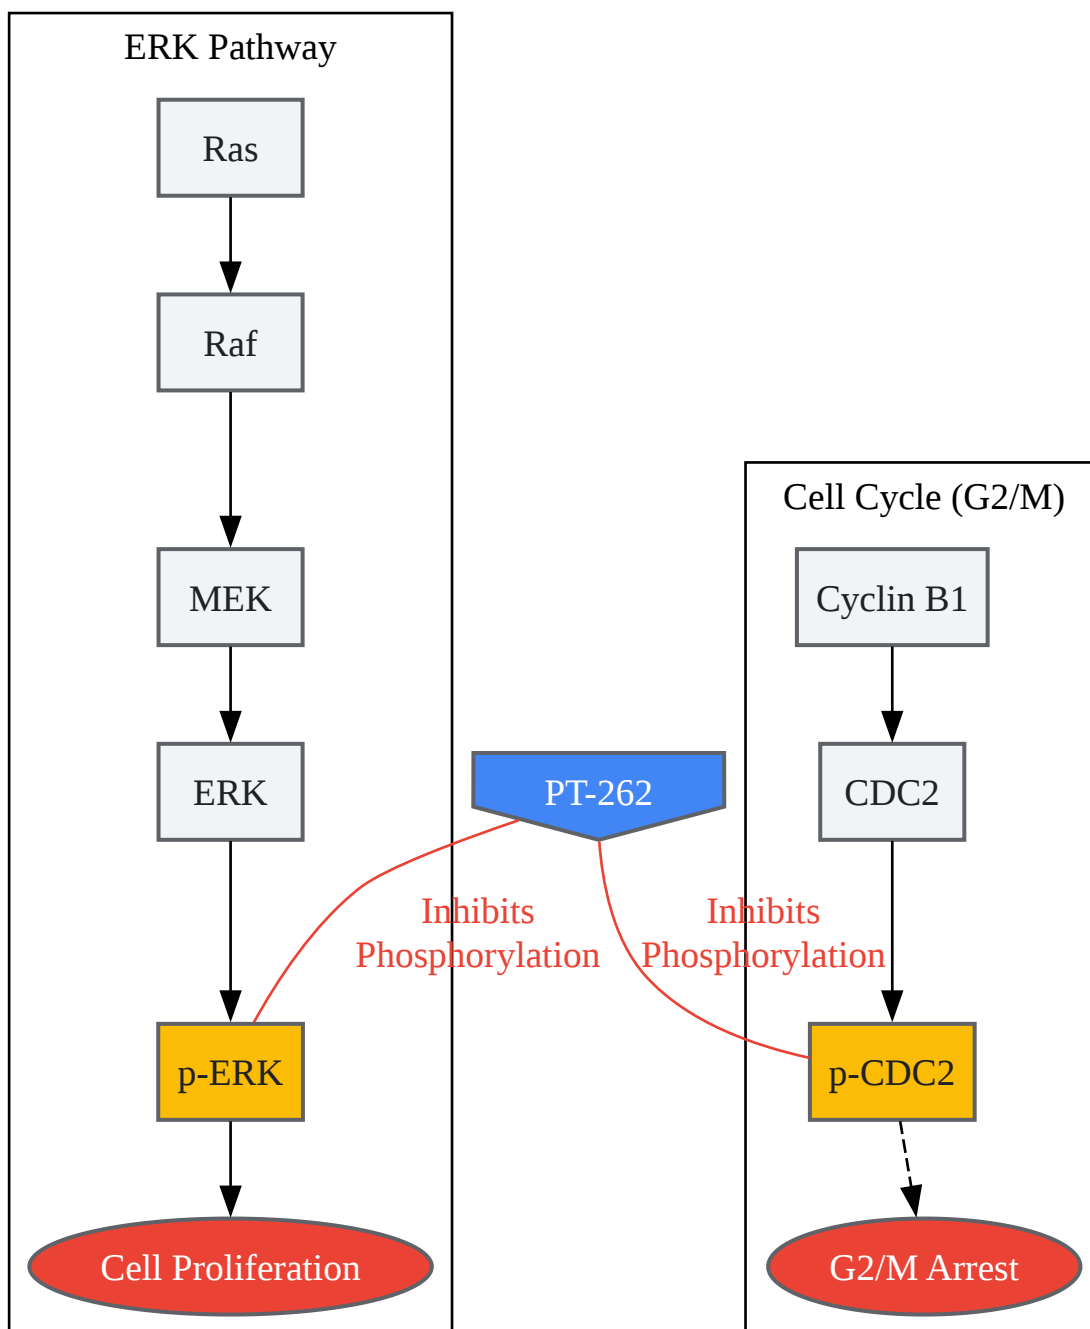 ERK Pathway
Ras
Raf
MEK
ERK
p-ERK
Cell Proliferation
PT-262
Inhibits
Phosphorylation
Inhibits
Phosphorylation
Cell Cycle (G2/M)
Cyclin B1
CDC2
p-CDC2
G2/M Arrest